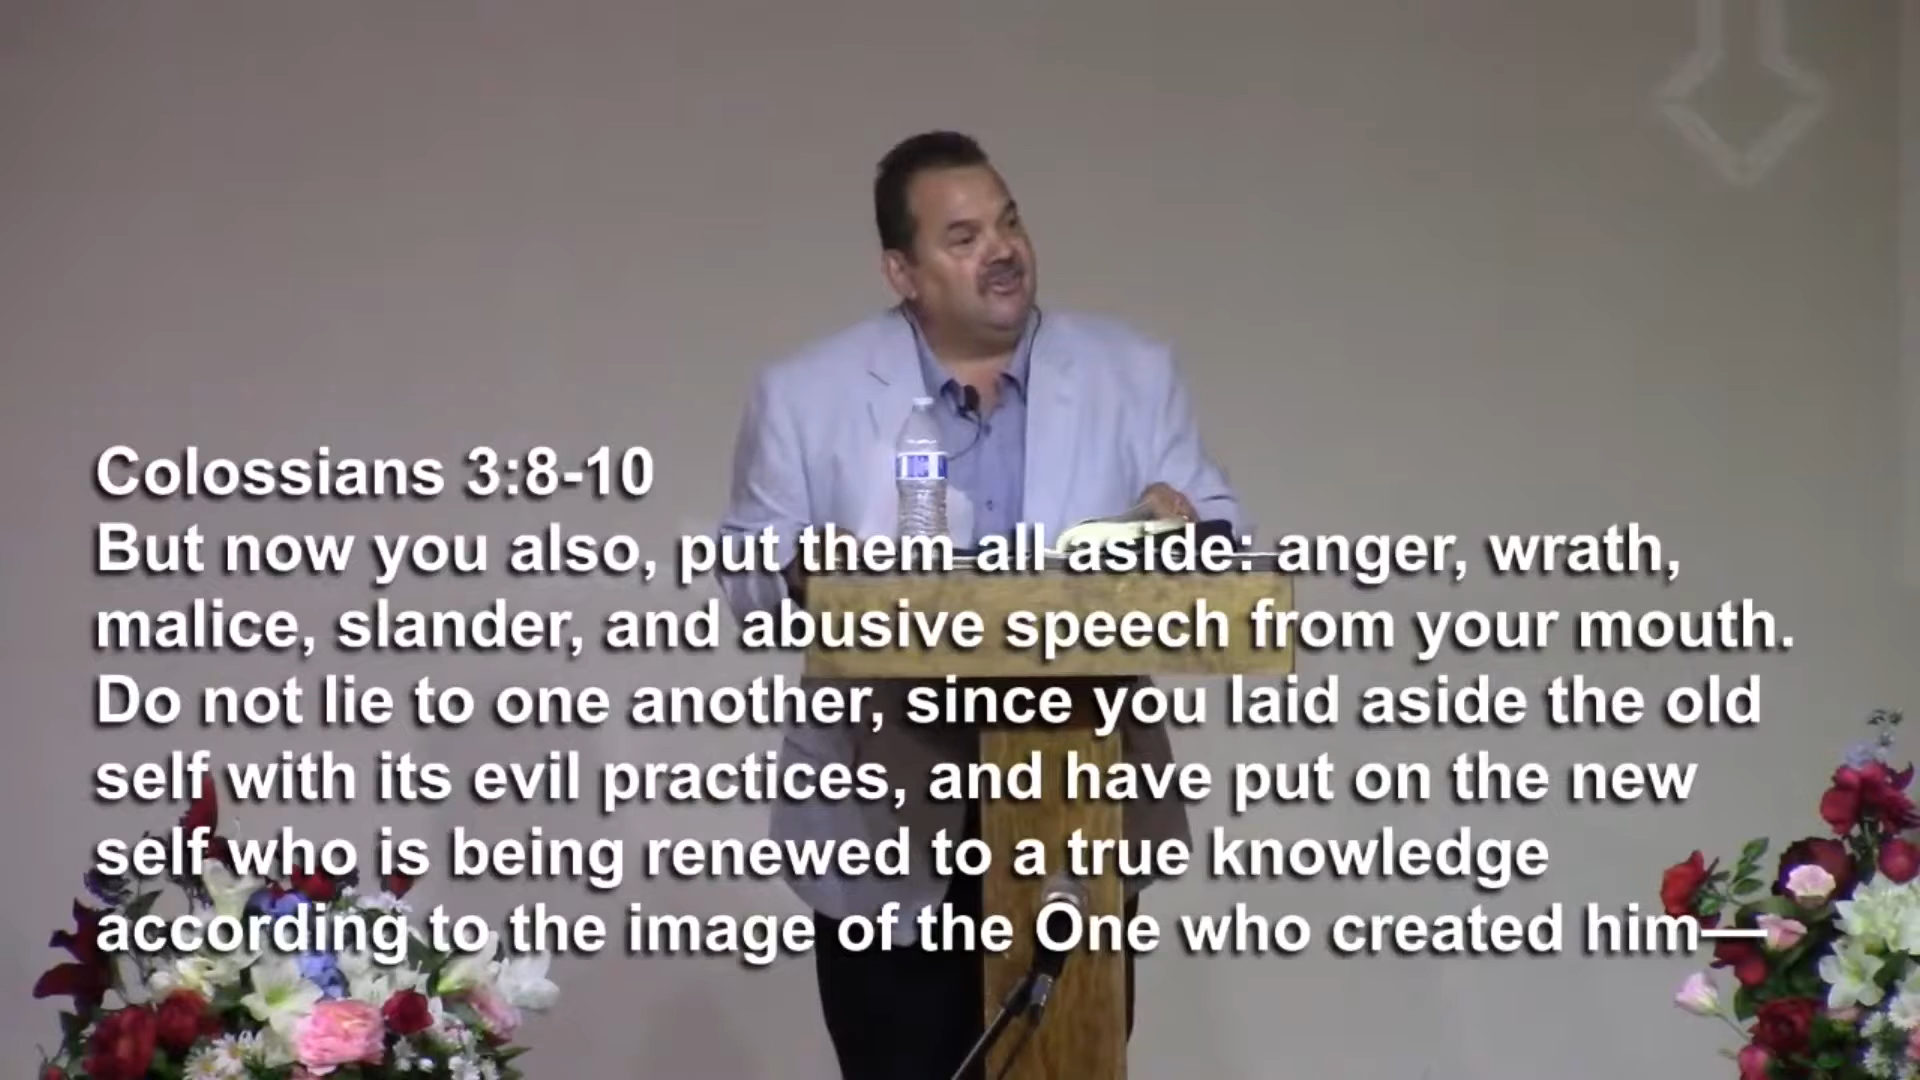 Colossians 3:8-10
But now you also, put them all aside: anger, wrath,
malice, slander, and abusive speech from your mouth.
Do not lie to one another, since you laid aside the old
self with its evil practices, and have put on the new
self who is being renewed to a true knowledge
according to the image of the One who created him—